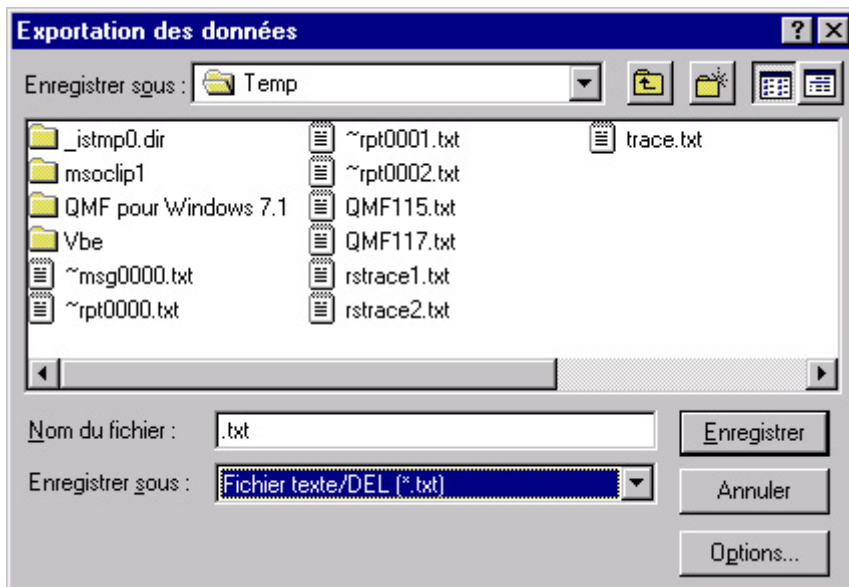 Exportation des données
Enregistrer sous : Temp
_istmp0.dir
msoclip1
QMF pour Windows 7.1
Vbe
~msg0000.txt
~rpt0000.txt
~rpt0001.txt
~rpt0002.txt
QMF115.txt
QMF117.txt
rstrace1.txt
rstrace2.txt
trace.txt
Nom du fichier : .txt
Enregistrer
Enregistrer sous : Fichier texte/DEL (*.txt)
Annuler
Options...